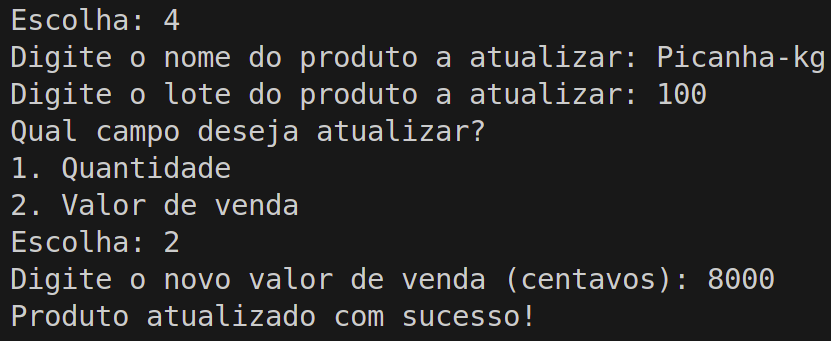 Escolha: 4
Digite o nome do produto a atualizar: Picanha-kg
Digite o lote do produto a atualizar: 100
Qual campo deseja atualizar?
1. Quantidade
2. Valor de venda
Escolha: 2
Digite o novo valor de venda (centavos): 8000
Produto atualizado com sucesso!